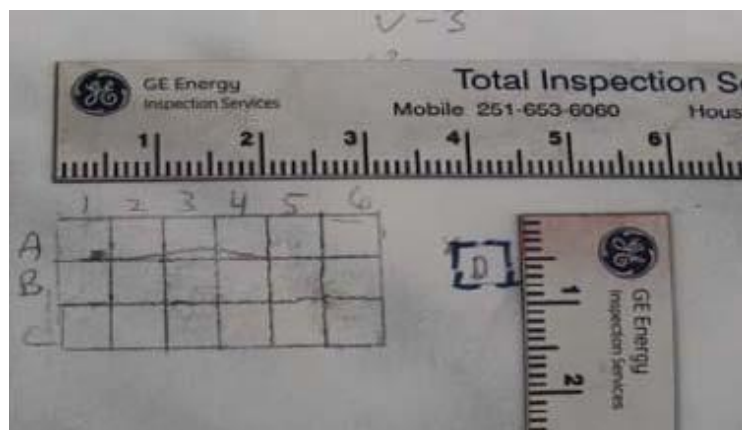 V-3
GE Energy
Inspection Services
Total Inspection S
Mobile 251-653-6060 Hous
1 2 3 4 5 6
1 2 3 4 5 6
A
B
C
D
GE Energy
Inspection Services
1
2